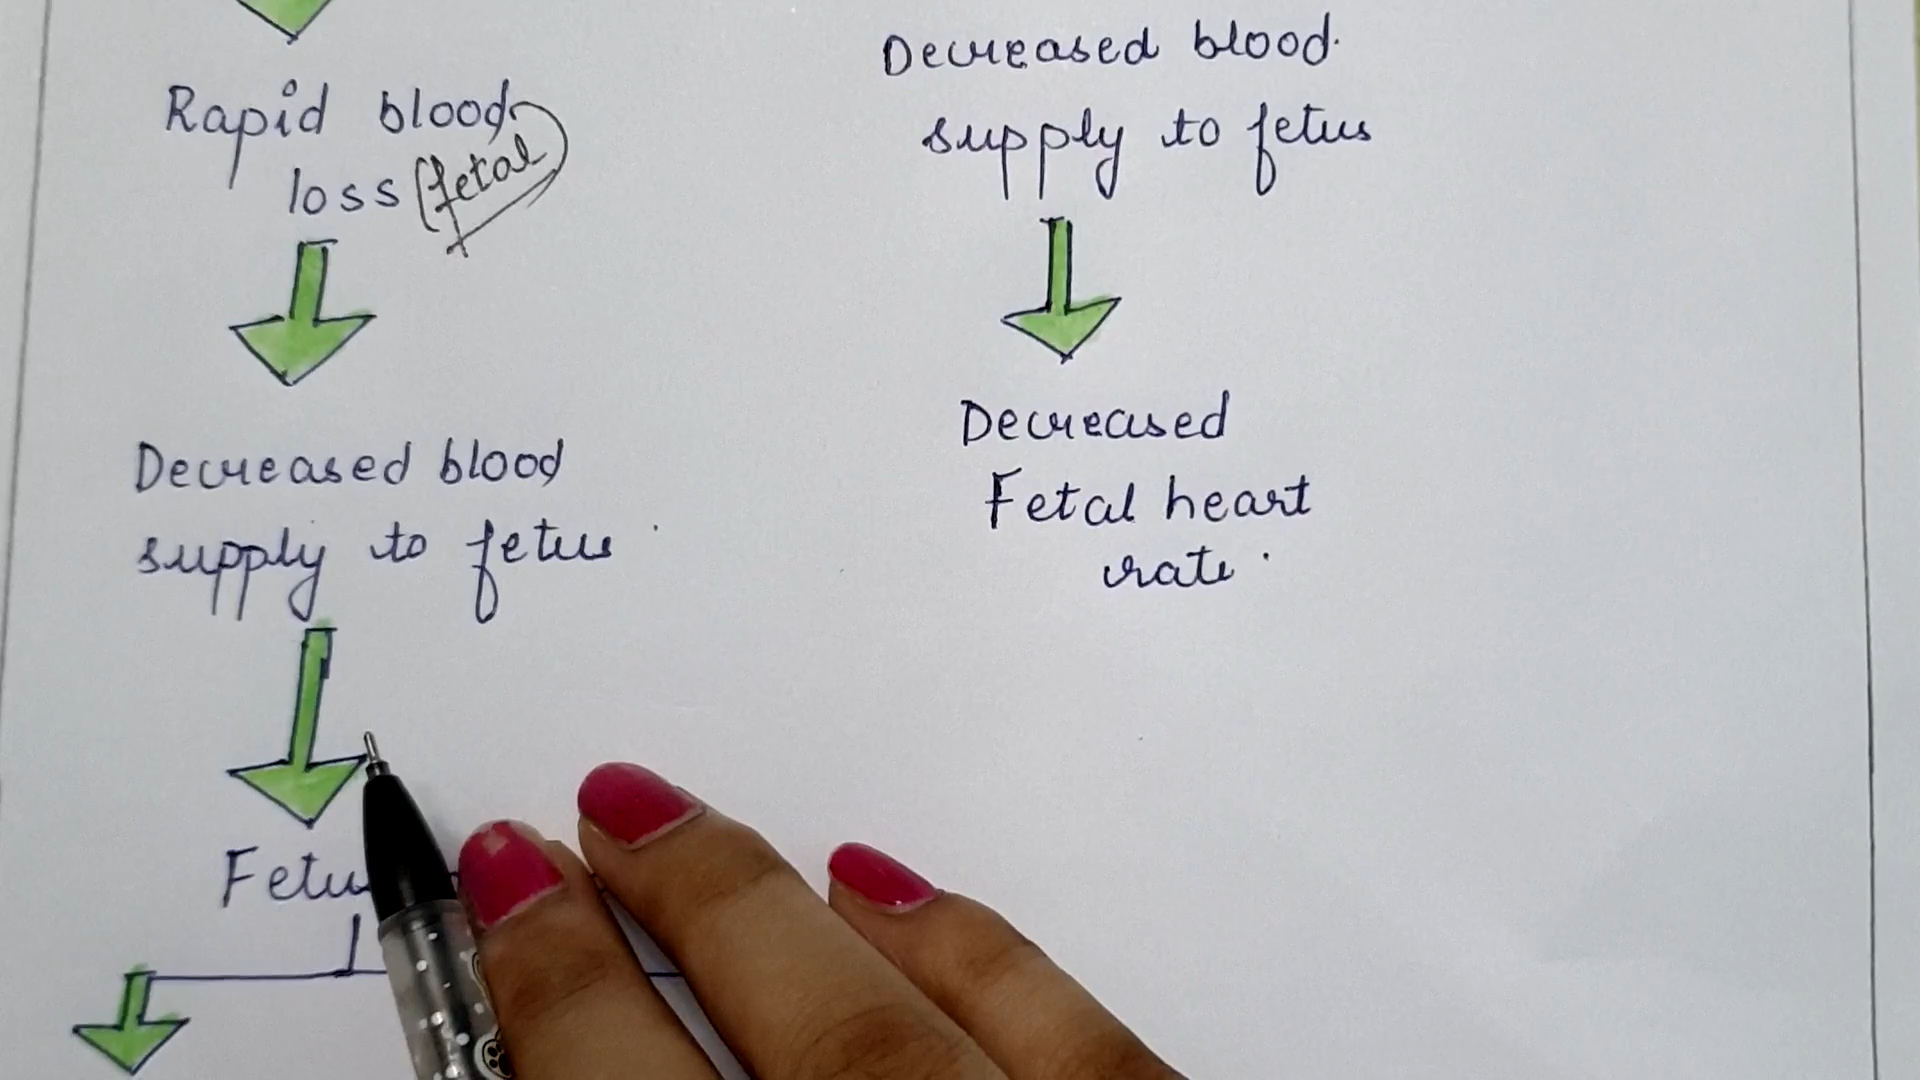 Rapid blood
loss (fetal
Decreased blood
supply to fetus
Decreased blood
supply to fetus
Decreased
Fetal heart
rate